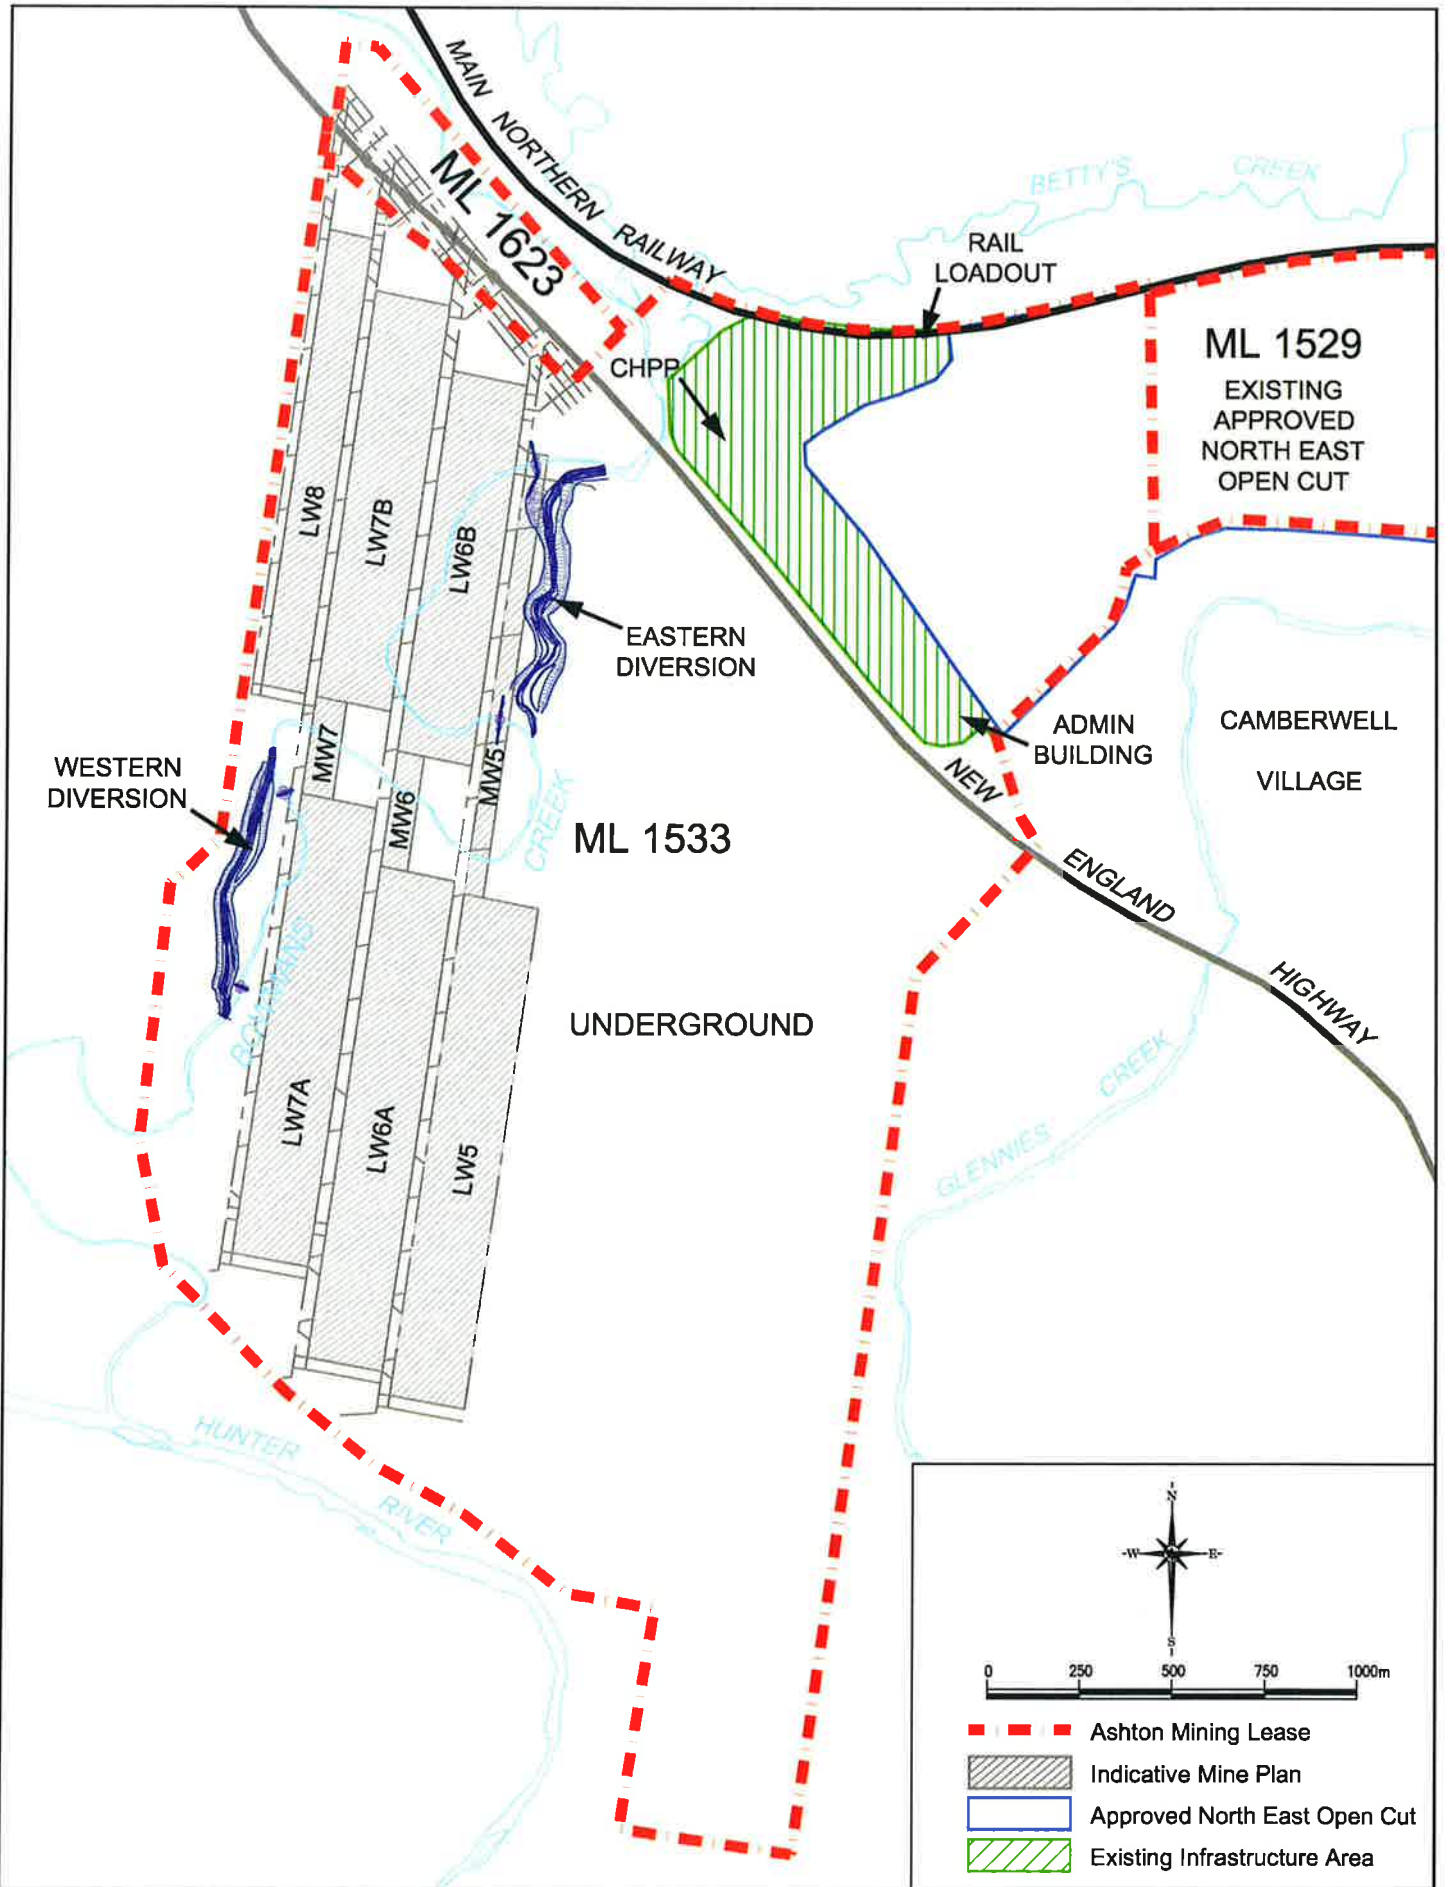 MAIN NORTHERN RAILWAY
ML 1623
BETTY'S CREEK
RAIL
LOADOUT
CHPP
ML 1529
EXISTING
APPROVED
NORTH EAST
OPEN CUT
LW8
LW7B
LW6B
EASTERN
DIVERSION
WESTERN
DIVERSION
MW7
MW6
MW5
BOWMANS CREEK
ML 1533
ADMIN
BUILDING
CAMBERWELL
VILLAGE
NEW ENGLAND HIGHWAY
UNDERGROUND
LW7A
LW6A
LW5
GLENNIES CREEK
HUNTER RIVER
N
W
E
S
0 250 500 750 1000m
Ashton Mining Lease
Indicative Mine Plan
Approved North East Open Cut
Existing Infrastructure Area